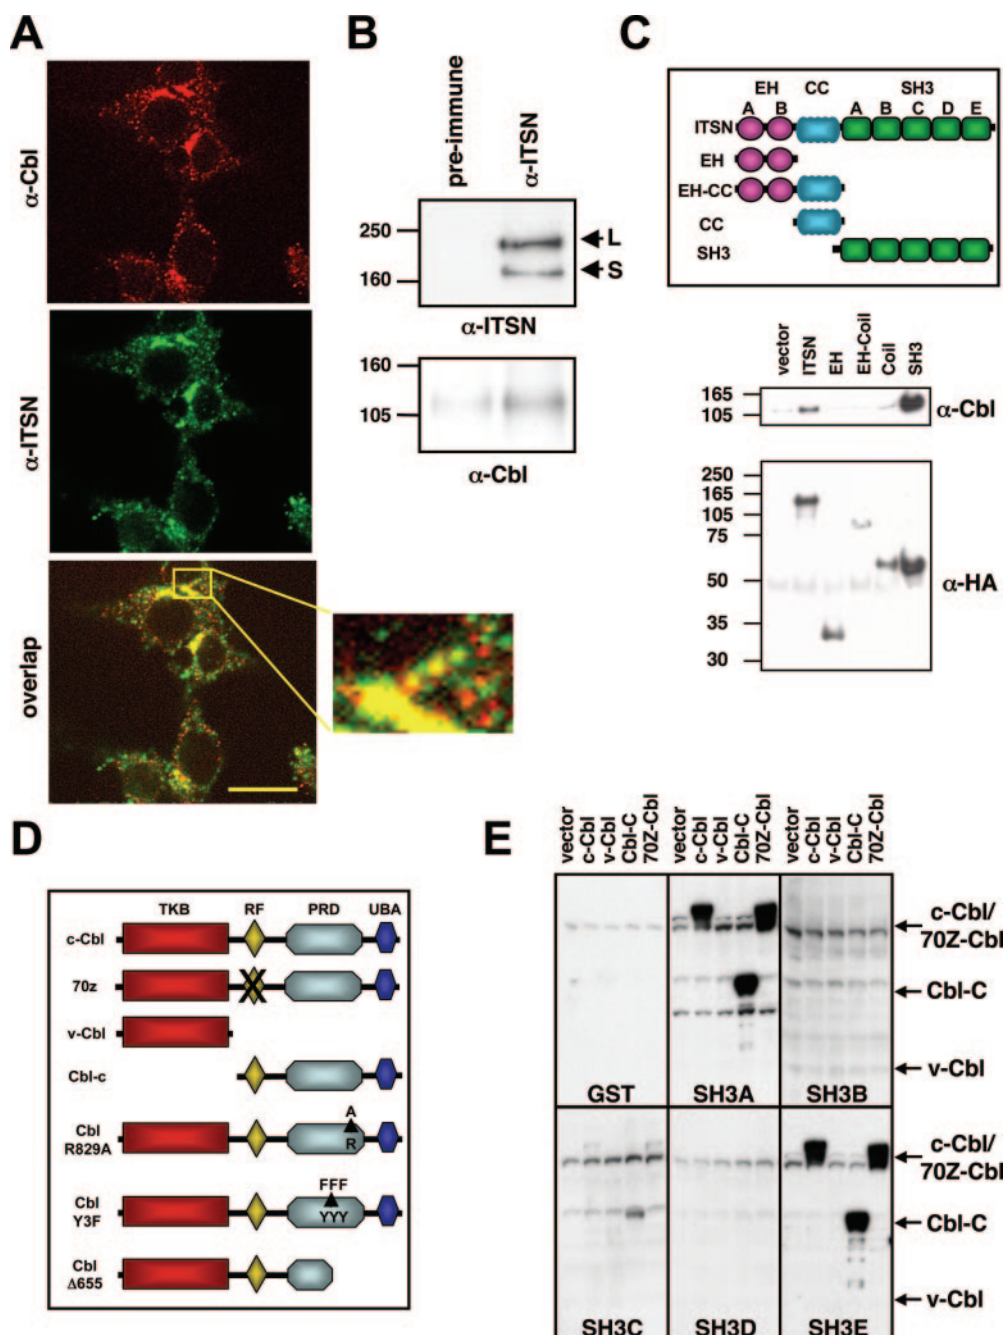 A
α-Cbl
α-ITSN
overlap
B
pre-immune
α-ITSN
250
160
L
S
α-ITSN
160
105
α-Cbl
C
EH CC SH3
A B A B C D E
ITSN
EH
EH-CC
CC
SH3
vector
ITSN
EH
EH-Coil
Coil
SH3
165
105
α-Cbl
250
165
105
75
50
35
30
α-HA
D
TKB RF PRD UBA
c-Cbl
70z
X
v-Cbl
Cbl-c
Cbl
R829A
A
R
Cbl
Y3F
FFF
YYY
Cbl
Δ655
E
vector
c-Cbl
v-Cbl
Cbl-C
70Z-Cbl
vector
c-Cbl
v-Cbl
Cbl-C
70Z-Cbl
vector
c-Cbl
v-Cbl
Cbl-C
70Z-Cbl
c-Cbl/
70Z-Cbl
Cbl-C
v-Cbl
GST SH3A SH3B
c-Cbl/
70Z-Cbl
Cbl-C
v-Cbl
SH3C SH3D SH3E